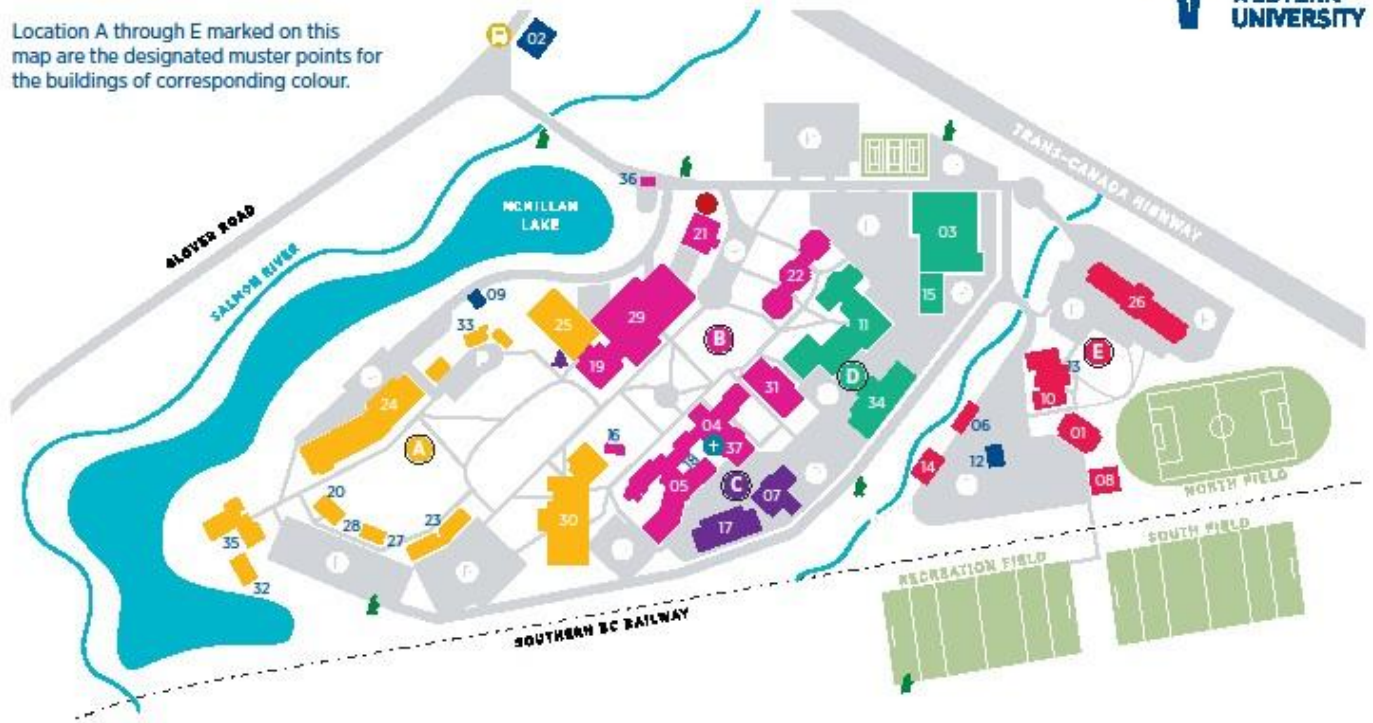 Location A through E marked on this
map are the designated muster points for
the buildings of corresponding colour.
UNIVERSITY
02
TRANS-CANADA HIGHWAY
36
MCMILLAN
LAKE
GLOVER ROAD
SALMON RIVER
21
03
22
09
15
26
33
25
29
11
B
E
19
13
31
D
24
10
34
04
06
01
A
16
37
12
14
05
C
07
08
20
NORTH FIELD
28
23
30
17
27
SOUTH FIELD
35
RECREATION FIELD
32
SOUTHERN BC RAILWAY